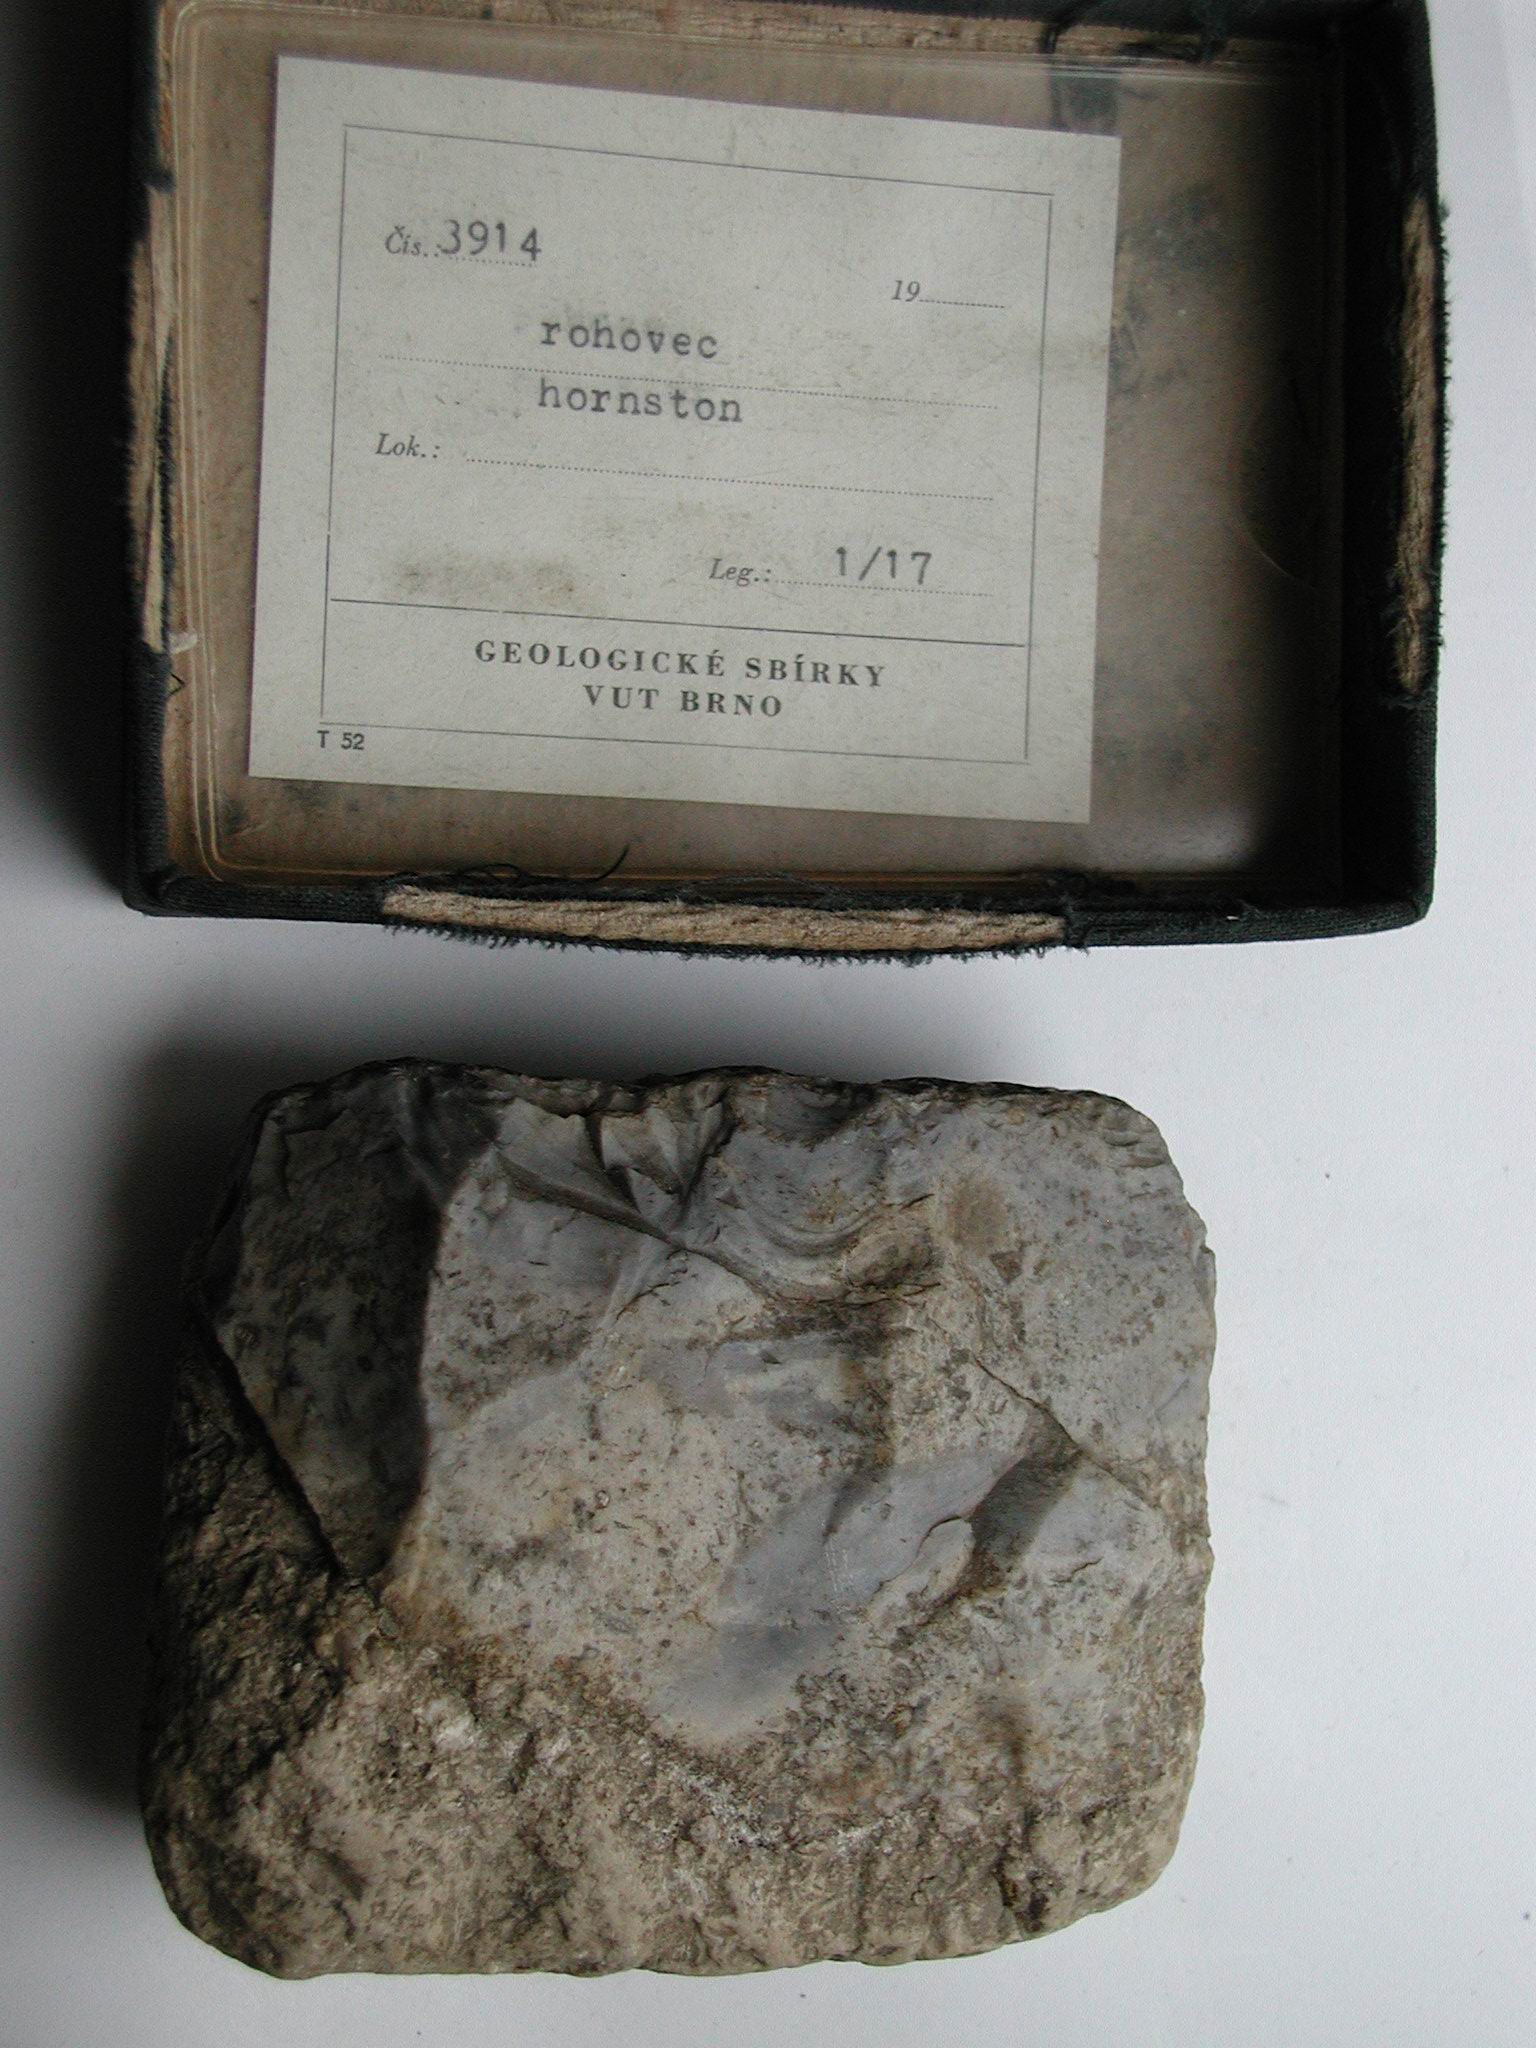 Čís.: 3914
19
rohovec
hornston
Lok.:
Leg.: 1/17
GEOLOGICKÉ SBÍRKY
VUT BRNO
T 52